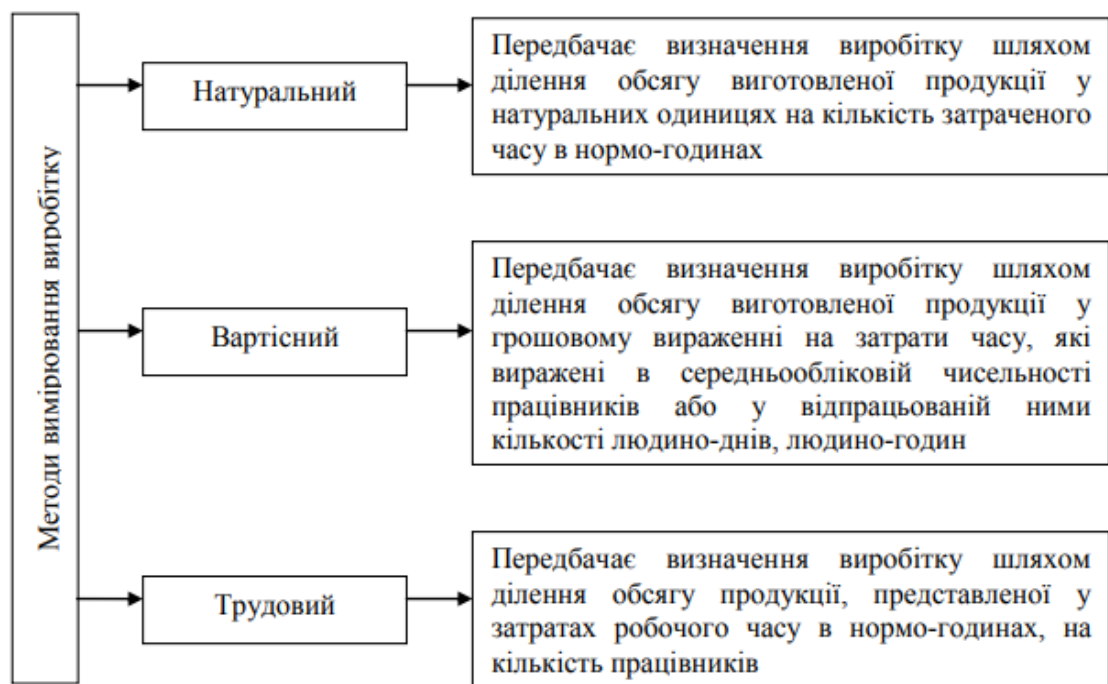 Методи вимірювання виробітку
Натуральний
Передбачає визначення виробітку шляхом
ділення обсягу виготовленої продукції у
натуральних одиницях на кількість затраченого
часу в нормо-годинах
Вартісний
Передбачає визначення виробітку шляхом
ділення обсягу виготовленої продукції у
грошовому вираженні на затрати часу, які
виражені в середньообліковій чисельності
працівників або у відпрацьованій ними
кількості людино-днів, людино-годин
Трудовий
Передбачає визначення виробітку шляхом
ділення обсягу продукції, представленої у
затратах робочого часу в нормо-годинах, на
кількість працівників